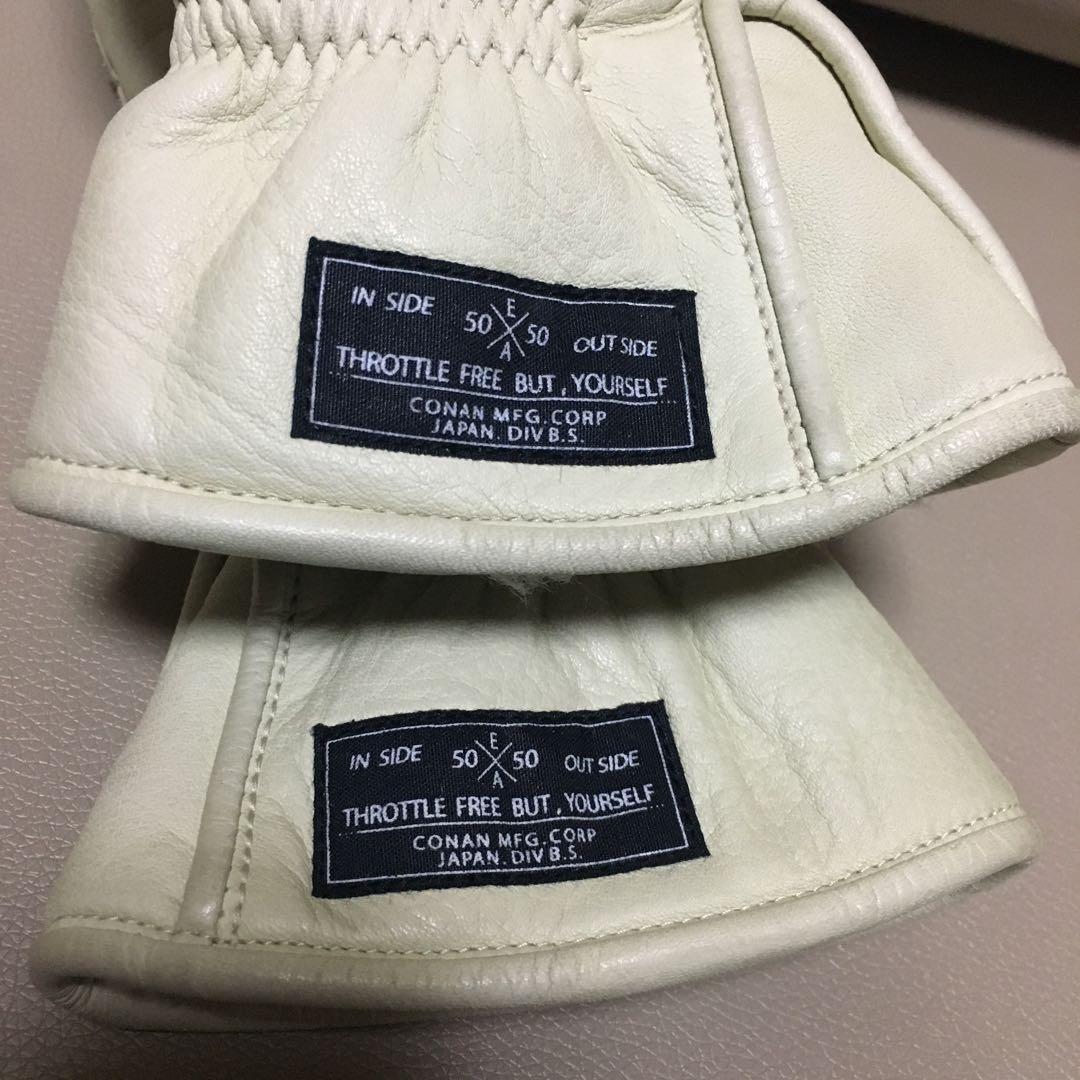 IN SIDE 50 E A 50 OUT SIDE
THROTTLE FREE BUT, YOURSELF
CONAN MFG. CORP
JAPAN. DIV B.S.
IN SIDE 50 E A 50 OUT SIDE
THROTTLE FREE BUT, YOURSELF
CONAN MFG. CORP
JAPAN. DIV B.S.